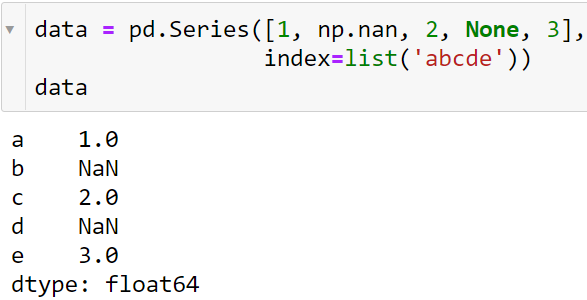 data = pd.Series([1, np.nan, 2, None, 3],
index=list('abcde'))
data
a 1.0
b NaN
c 2.0
d NaN
e 3.0
dtype: float64